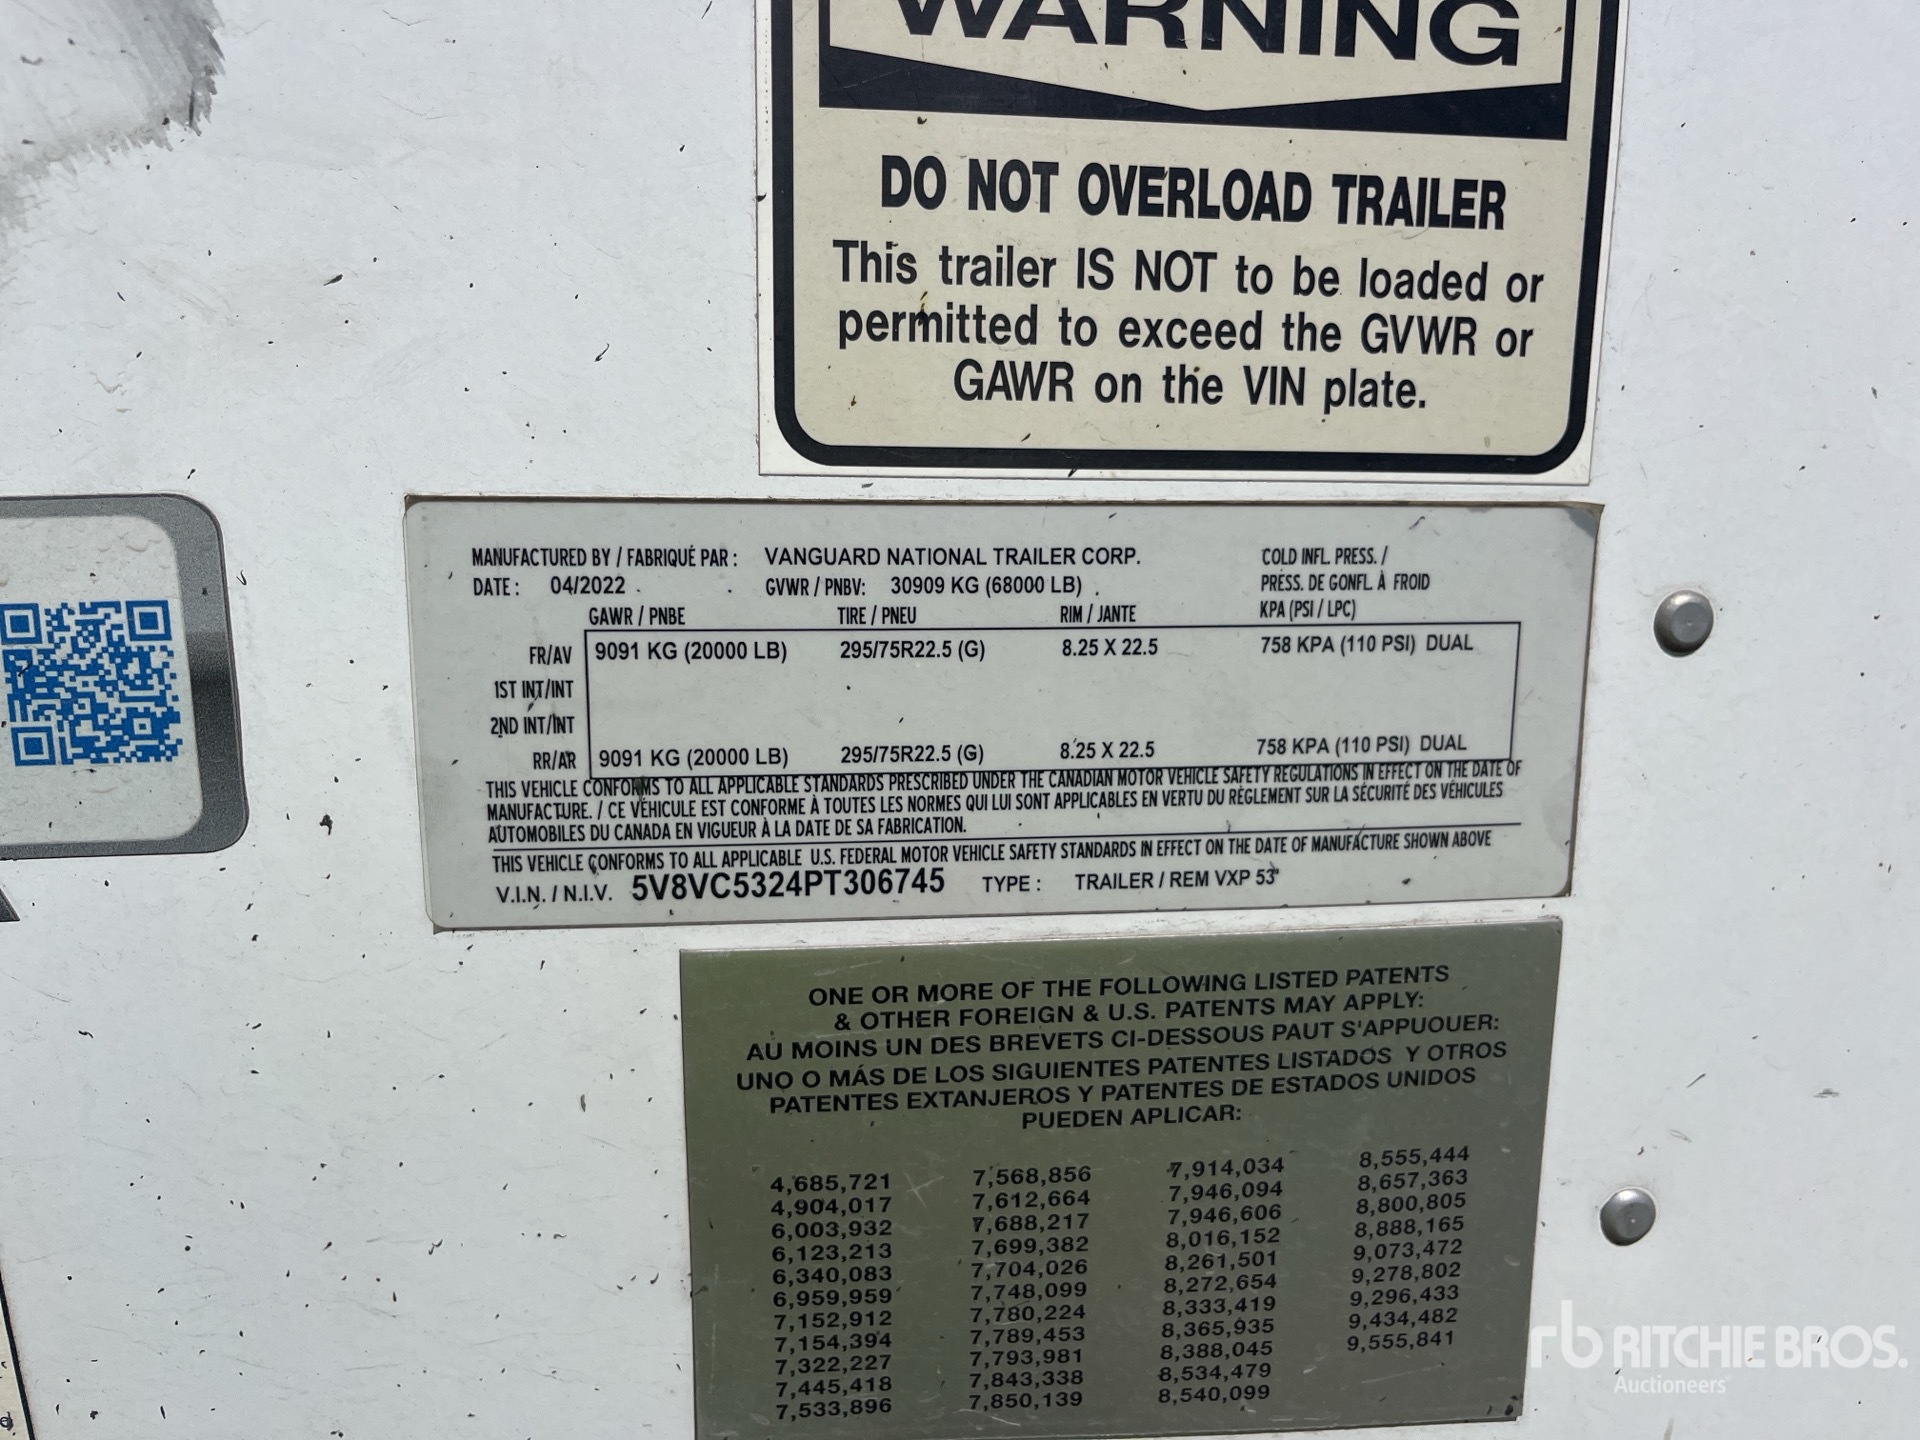 WARNING
DO NOT OVERLOAD TRAILER
This trailer IS NOT to be loaded or
permitted to exceed the GVWR or
GAWR on the VIN plate.
MANUFACTURED BY / FABRIQUÉ PAR : VANGUARD NATIONAL TRAILER CORP. COLD INFL. PRESS. /
DATE : 04/2022 GVWR / PNBV: 30909 KG (68000 LB) PRESS. DE GONFL. À FROID
GAWR / PNBE TIRE / PNEU RIM / JANTE KPA (PSI / LPC)
FR/AV 9091 KG (20000 LB) 295/75R22.5 (G) 8.25 X 22.5 758 KPA (110 PSI) DUAL
1ST INT/INT
2ND INT/INT
RR/AR 9091 KG (20000 LB) 295/75R22.5 (G) 8.25 X 22.5 758 KPA (110 PSI) DUAL
THIS VEHICLE CONFORMS TO ALL APPLICABLE STANDARDS PRESCRIBED UNDER THE CANADIAN MOTOR VEHICLE SAFETY REGULATIONS IN EFFECT ON THE DATE OF
MANUFACTURE. / CE VÉHICULE EST CONFORME À TOUTES LES NORMES QUI LUI SONT APPLICABLES EN VERTU DU RÈGLEMENT SUR LA SÉCURITÉ DES VÉHICULES
AUTOMOBILES DU CANADA EN VIGUEUR À LA DATE DE SA FABRICATION.
THIS VEHICLE CONFORMS TO ALL APPLICABLE U.S. FEDERAL MOTOR VEHICLE SAFETY STANDARDS IN EFFECT ON THE DATE OF MANUFACTURE SHOWN ABOVE
V.I.N. / N.I.V. 5V8VC5324PT306745 TYPE : TRAILER / REM VXP 53'
ONE OR MORE OF THE FOLLOWING LISTED PATENTS
& OTHER FOREIGN & U.S. PATENTS MAY APPLY:
AU MOINS UN DES BREVETS CI-DESSOUS PAUT S'APPUOUER:
UNO O MÁS DE LOS SIGUIENTES PATENTES LISTADOS Y OTROS
PATENTES EXTANJEROS Y PATENTES DE ESTADOS UNIDOS
PUEDEN APLICAR:
4,685,721 7,568,856 7,914,034 8,555,444
4,904,017 7,612,664 7,946,094 8,657,363
6,003,932 7,688,217 7,946,606 8,800,805
6,123,213 7,699,382 8,016,152 8,888,165
6,340,083 7,704,026 8,261,501 9,073,472
6,959,959 7,748,099 8,272,654 9,278,802
7,152,912 7,780,224 8,333,419 9,296,433
7,154,394 7,789,453 8,365,935 9,434,482
7,322,227 7,793,981 8,388,045 9,555,841
7,445,418 7,843,338 8,534,479
7,533,896 7,850,139 8,540,099
rb RITCHIE BROS.
Auctioneers